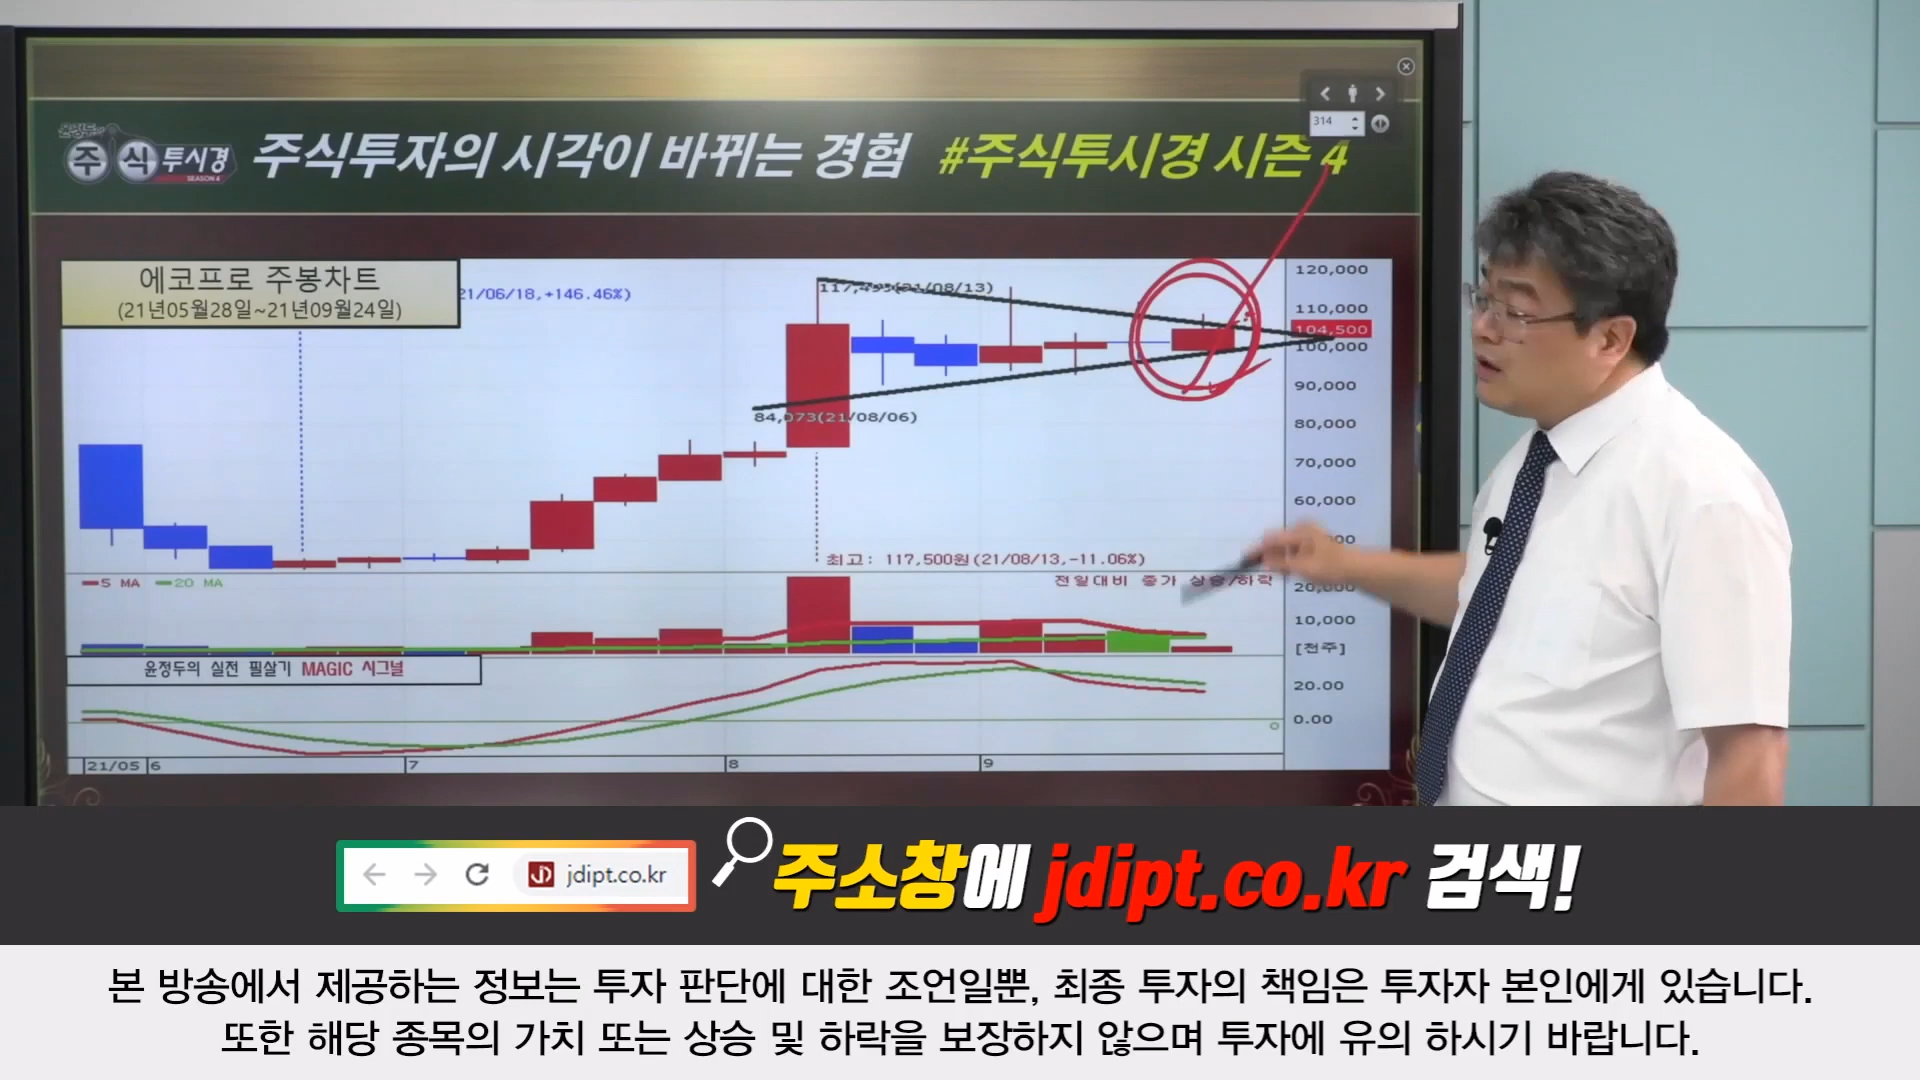 윤정두의
주식투시경
SEASON 4
주식투자의 시각이 바뀌는 경험 #주식투시경 시즌 4
314
에코프로 주봉차트
(21년05월28일~21년09월24일)
21/06/18,+146.46%)
117,499(21/08/13)
84,073(21/08/06)
최고: 117,500원(21/08/13,-11.06%)
전일대비 종가 상승/하락
120,000
110,000
104,500
100,000
90,000
80,000
70,000
60,000
5 MA 20 MA
20,000
10,000
[천주]
윤정두의 실전 필살기 MAGIC 시그널
20.00
0.00
21/05 6 7 8 9
jdipt.co.kr
주소창에 jdipt.co.kr 검색!
본 방송에서 제공하는 정보는 투자 판단에 대한 조언일뿐, 최종 투자의 책임은 투자자 본인에게 있습니다.
또한 해당 종목의 가치 또는 상승 및 하락을 보장하지 않으며 투자에 유의 하시기 바랍니다.